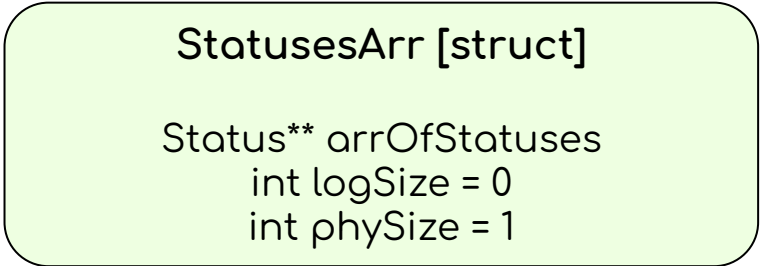 StatusesArr [struct]
Status** arrOfStatuses
int logSize = 0
int phySize = 1